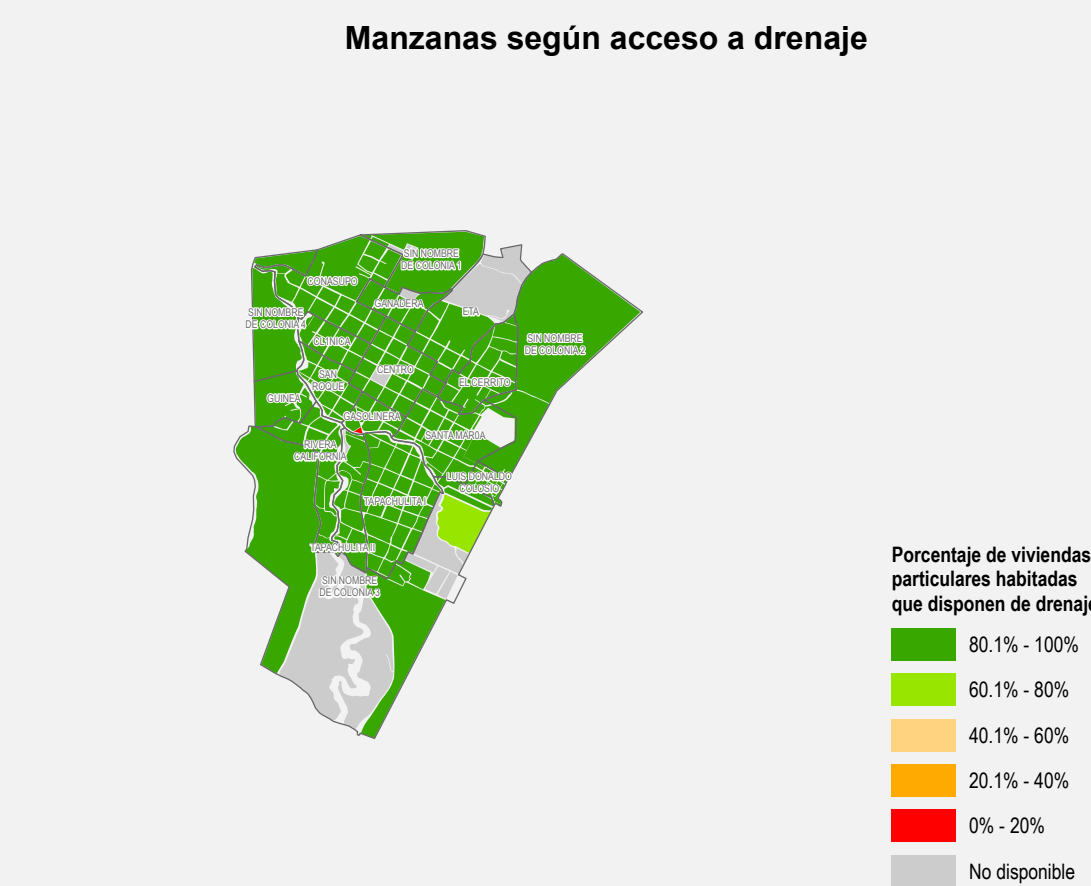 Manzanas según acceso a drenaje
SIN NOMBRE
DE COLONIA 1
CONASUPO
GANADERA
ETA
SIN NOMBRE
DE COLONIA 4
SIN NOMBRE
DE COLONIA 2
CL1NICA
CENTRO
SAN
ROQUE
EL CERRITO
GUINEA
GASOLINERA
SANTA MAR0A
RIVERA
CALIFORNIA
LUIS DONALDO
COLOSIO
TAPACHULITA I
TAPACHULITA II
SIN NOMBRE
DE COLONIA 3
Porcentaje de viviendas
particulares habitadas
que disponen de drenaje
80.1% - 100%
60.1% - 80%
40.1% - 60%
20.1% - 40%
0% - 20%
No disponible